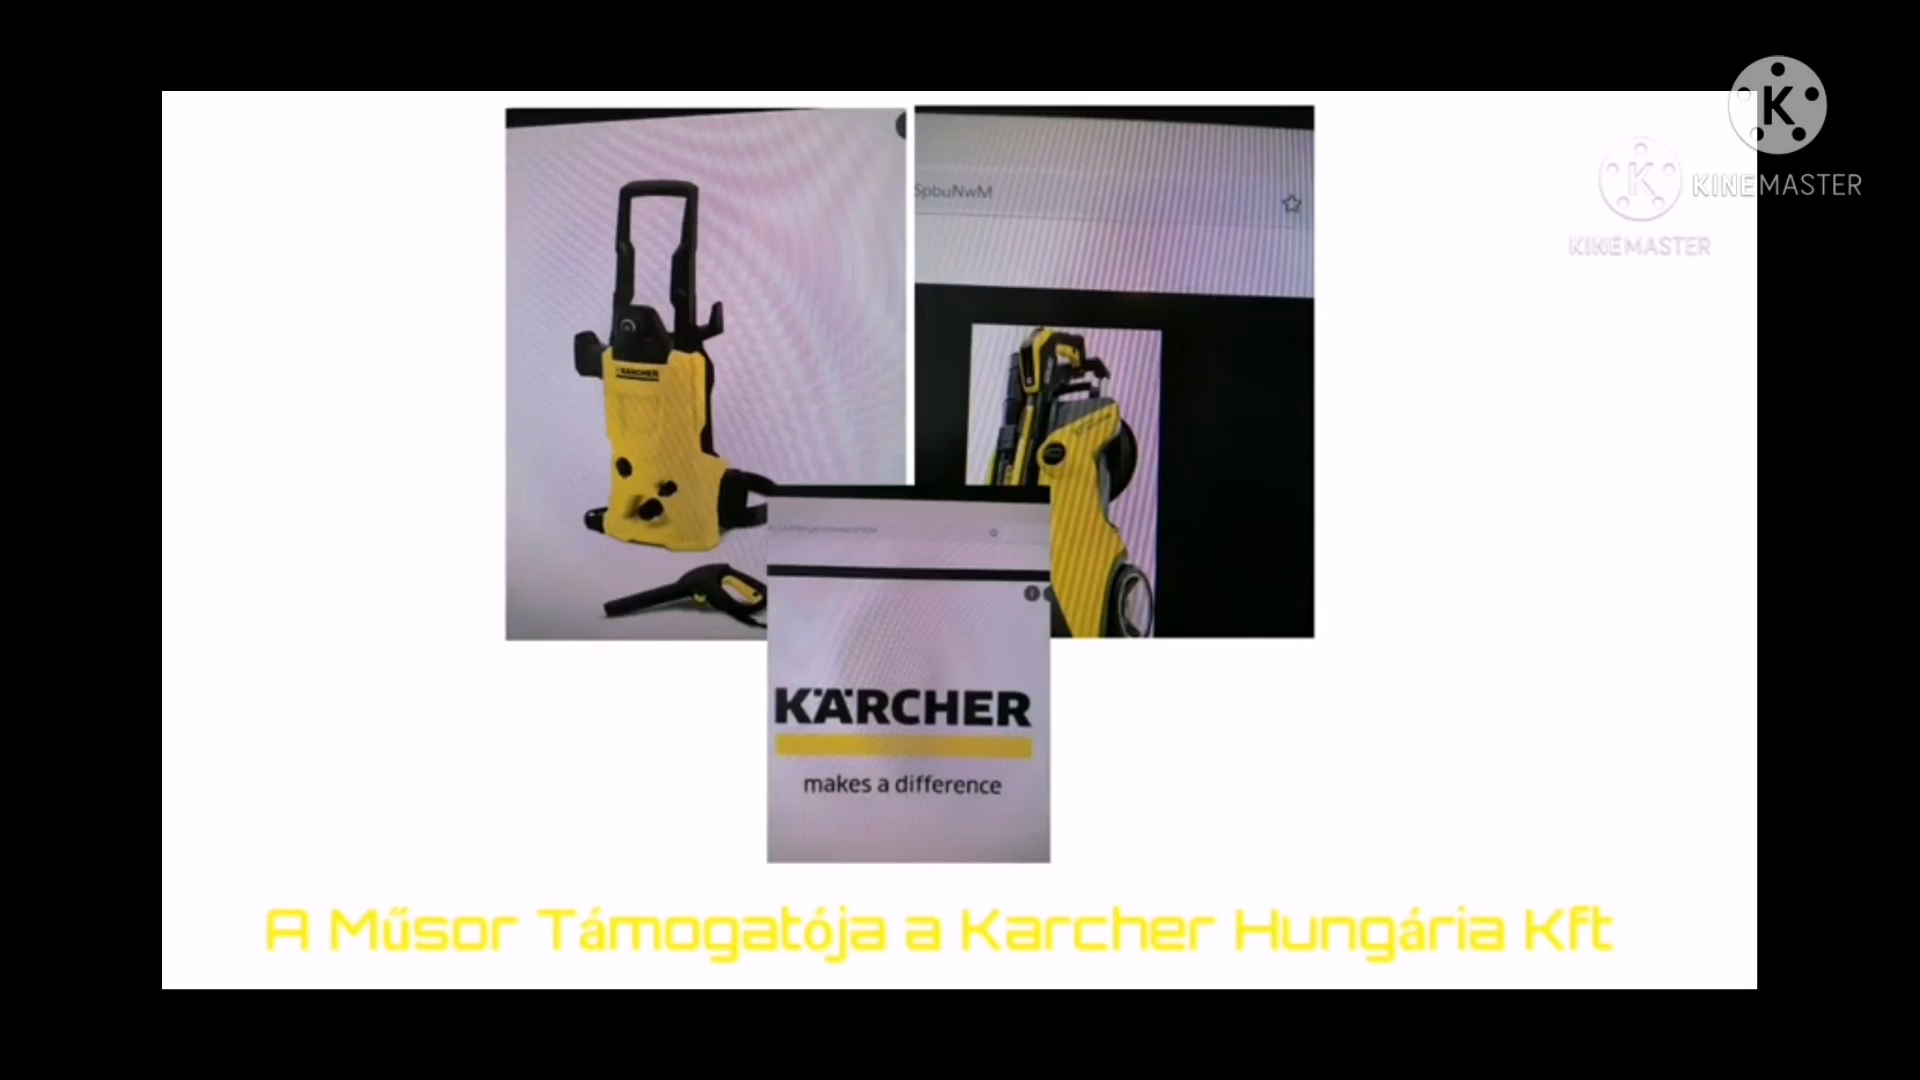 SpbuNwM
KINEMASTER
KINEMASTER
KÄRCHER
KÄRCHER
makes a difference
A Műsor Támogatója a Karcher Hungária Kft